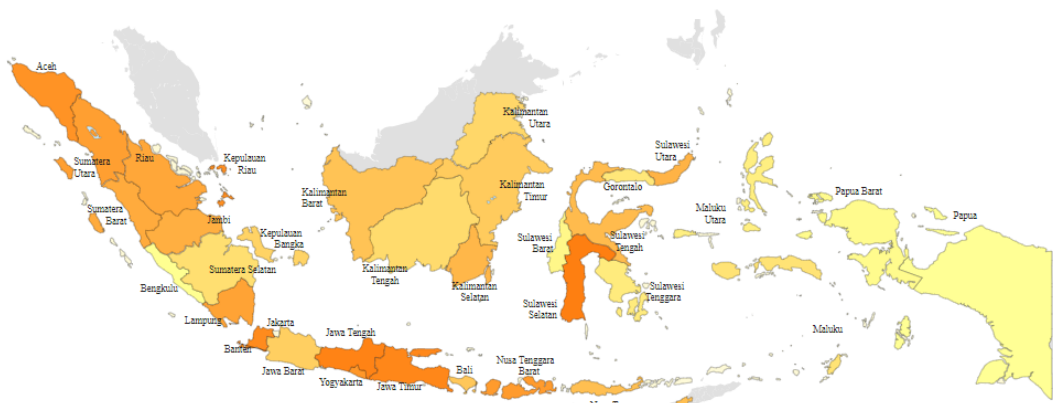 Aceh
Sumatera
Utara
Riau
Kepulauan
Riau
Sumatera
Barat
Jambi
Kepulauan
Bangka
Sumatera Selatan
Bengkulu
Lampung
Jakarta
Banten
Jawa Barat
Jawa Tengah
Yogyakarta
Jawa Timur
Bali
Nusa Tenggara
Barat
Kalimantan
Utara
Kalimantan
Barat
Kalimantan
Timur
Kalimantan
Tengah
Kalimantan
Selatan
Sulawesi
Utara
Gorontalo
Sulawesi
Barat
Sulawesi
Tengah
Sulawesi
Selatan
Sulawesi
Tenggara
Maluku
Utara
Maluku
Papua Barat
Papua